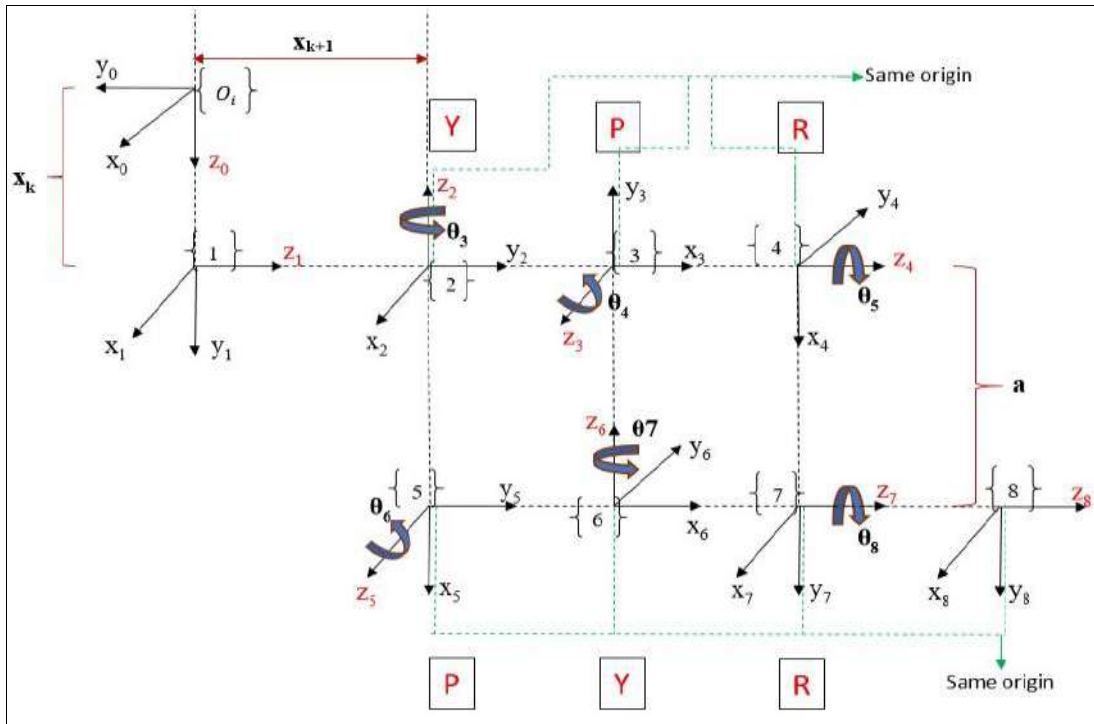 x_{k+1}
y_0
{ O_i }
Same origin
Y
P
R
x_0
z_0
x_k
z_2
y_3
y_4
θ_3
{ 1 }
z_1
y_2
{ 3 }
x_3
{ 4 }
z_4
{ 2 }
θ_4
θ_5
x_1
y_1
x_2
z_3
x_4
a
z_6
θ7
y_6
{ 5 }
y_5
{ 7 }
z_7
{ 8 }
z_8
θ_6
{ 6 }
x_6
θ_8
z_5
x_5
x_7
y_7
x_8
y_8
P
Y
R
Same origin